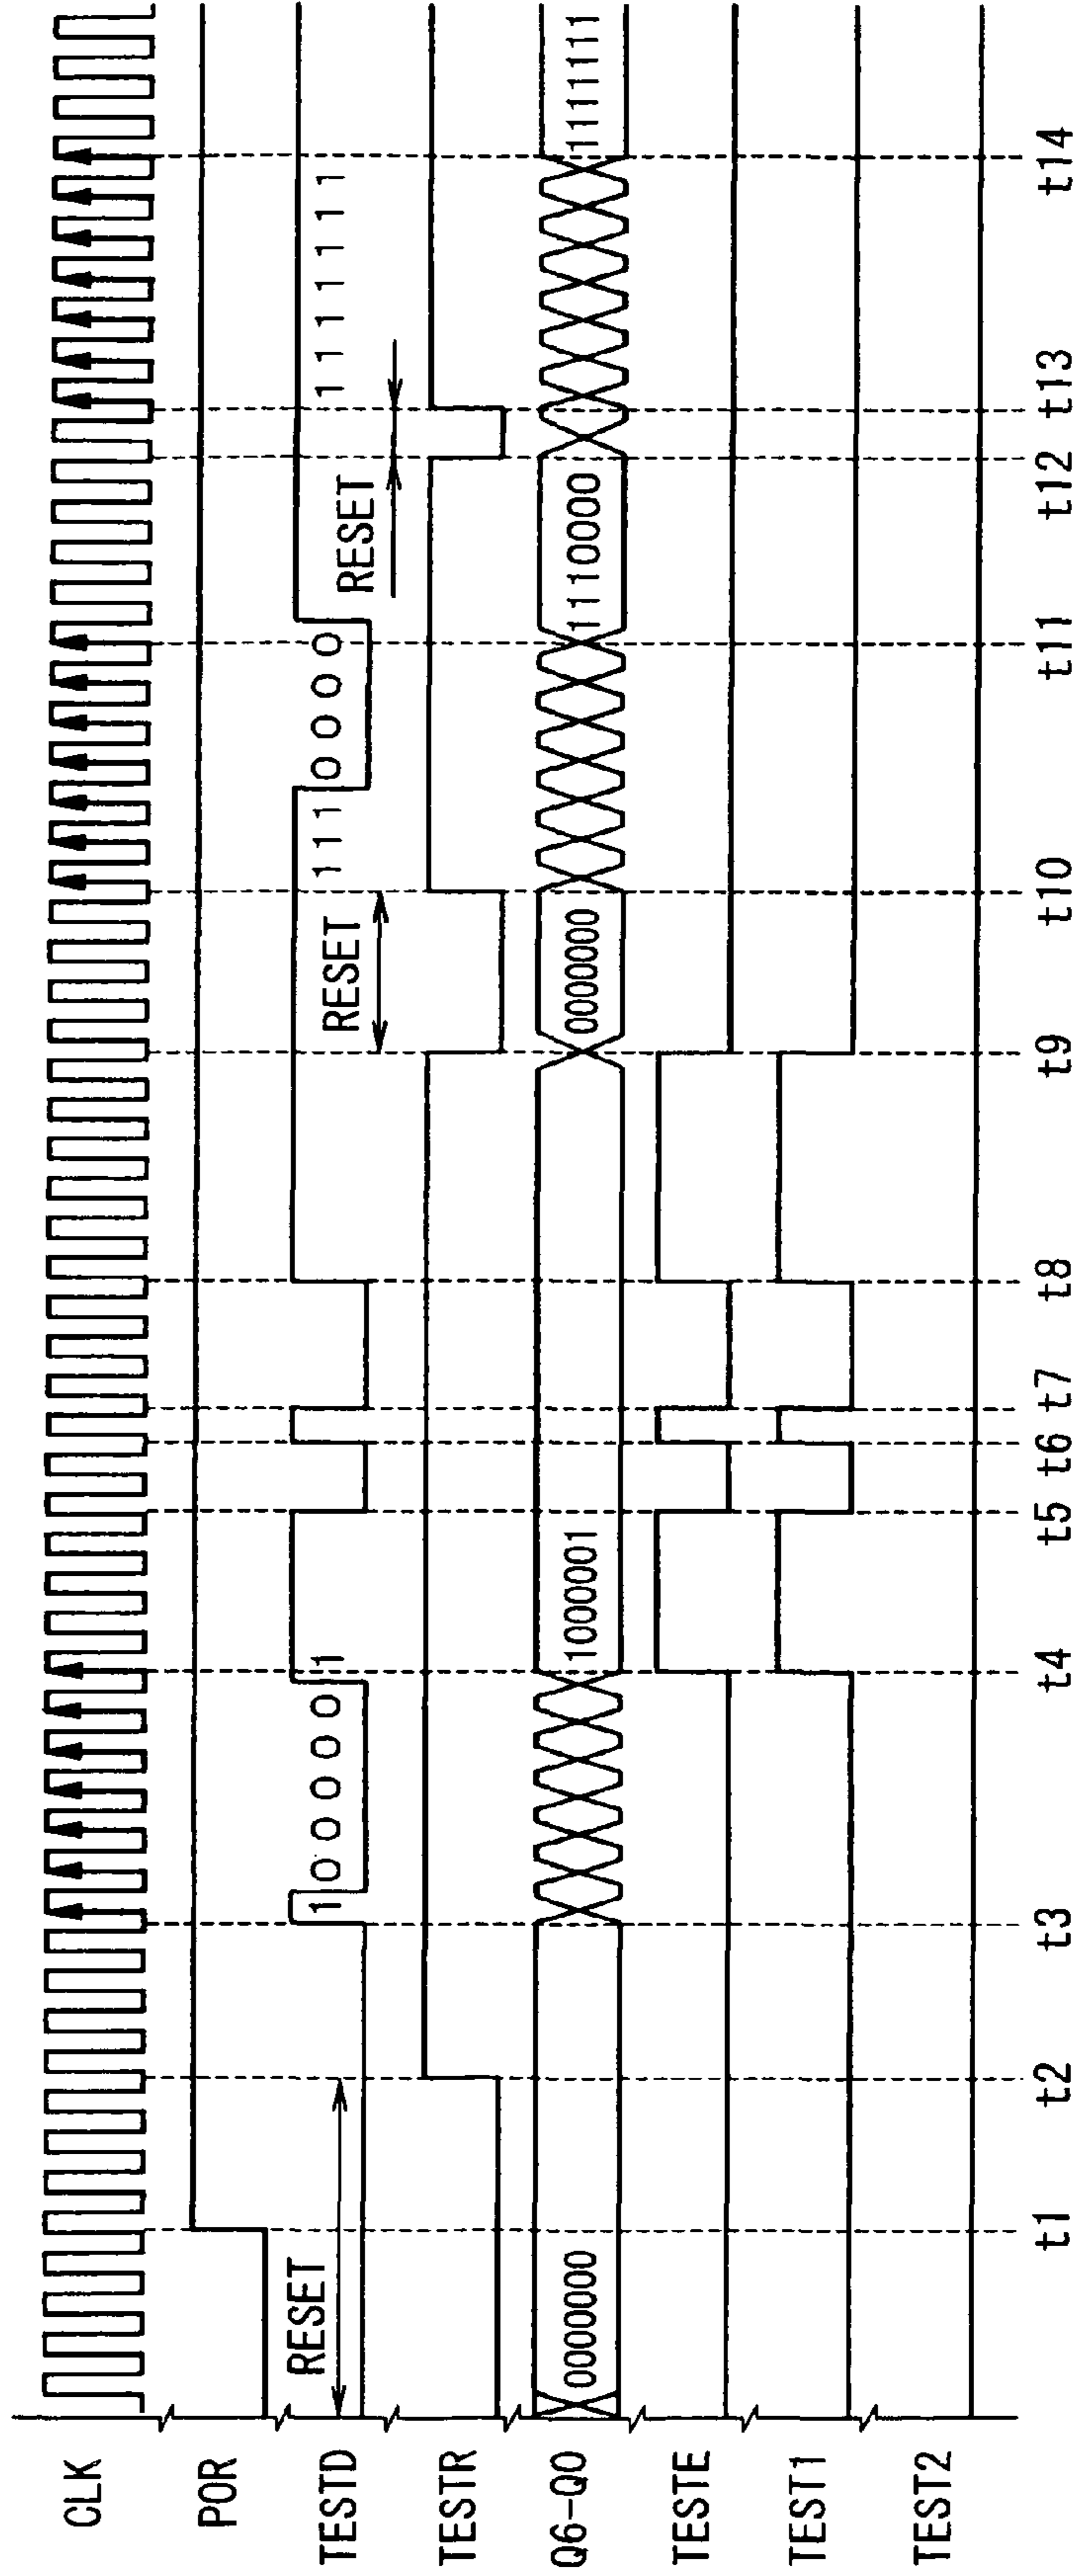 CLK
POR
TESTD
RESET
1 0 0 0 0 0 1
RESET
1 1 1 0 0 0 0
RESET
1 1 1 1 1 1 1
TESTR
Q6-Q0
0000000
1000001
0000000
1110000
1111111
TESTE
TEST1
TEST2
t1 t2 t3 t4 t5 t6 t7 t8 t9 t10 t11 t12 t13 t14